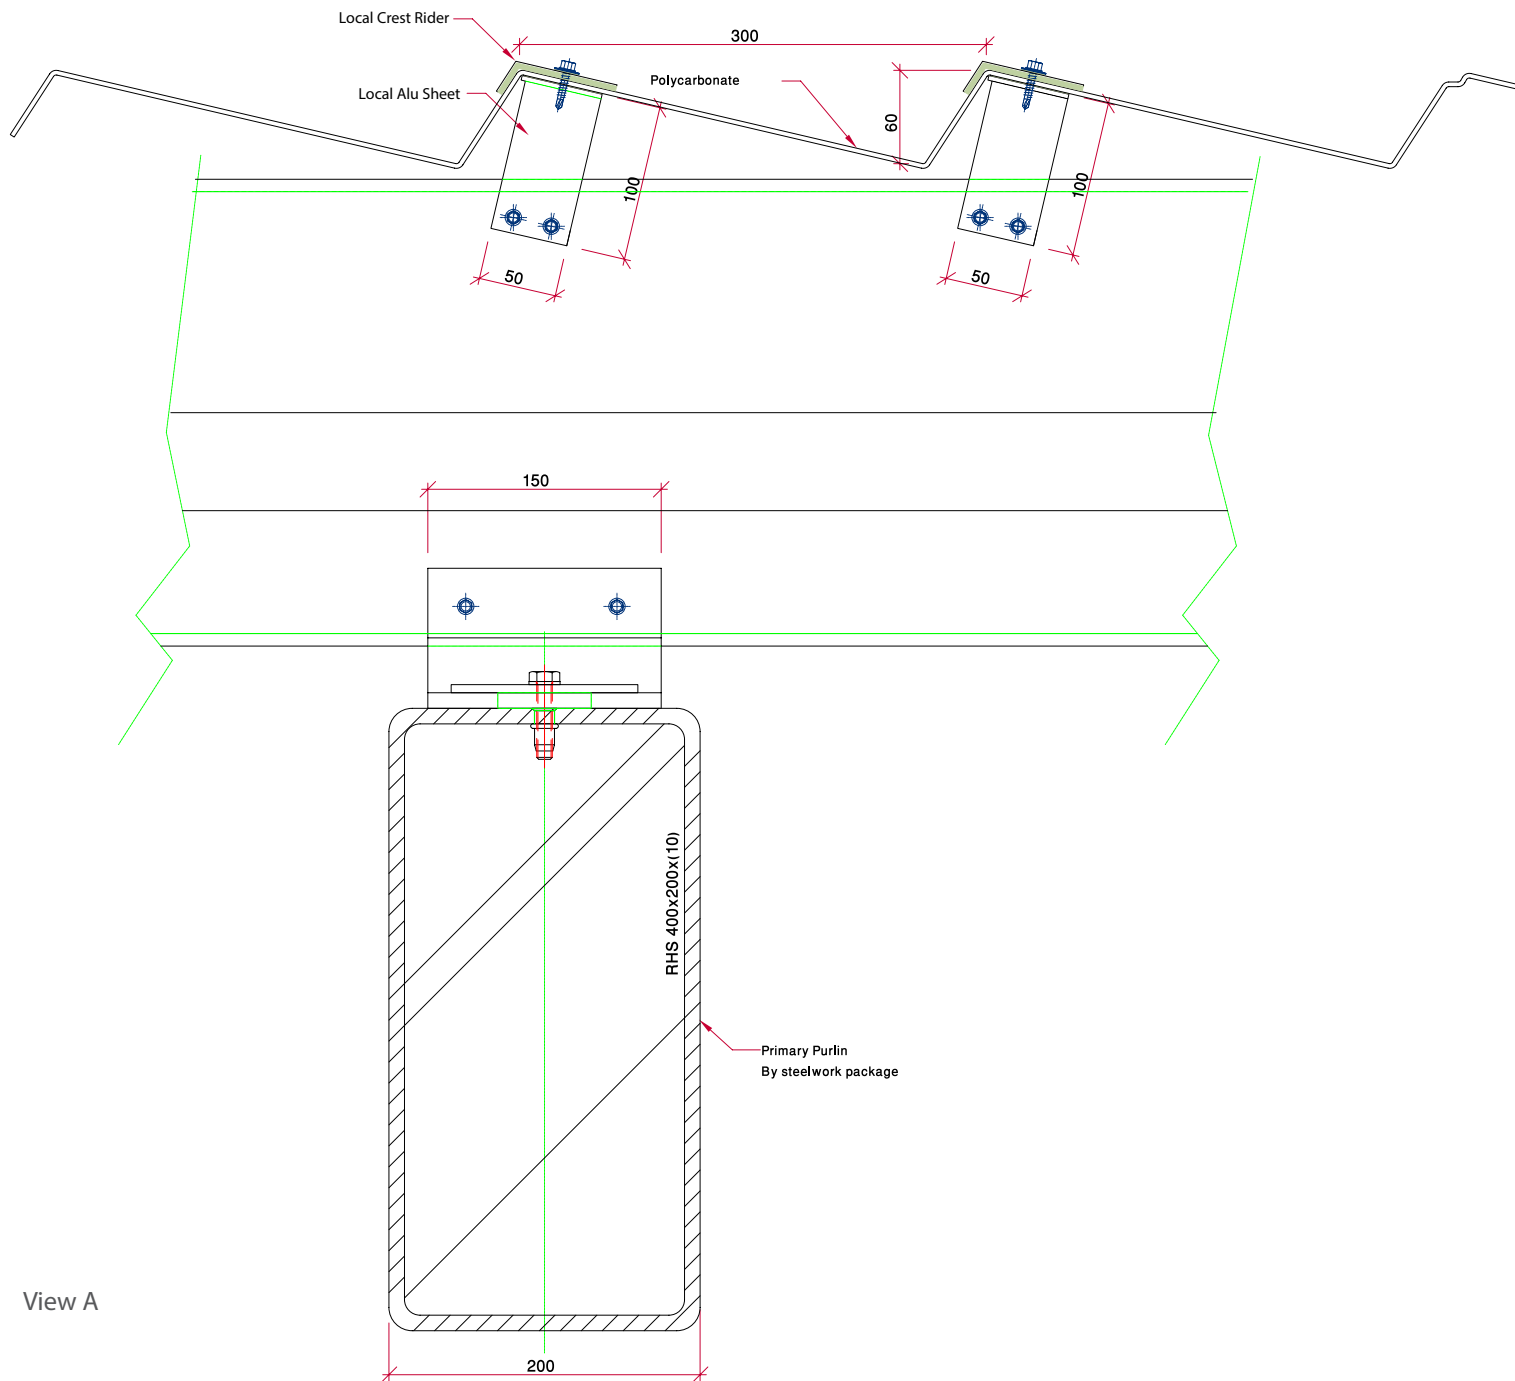 Local Crest Rider
300
Polycarbonate
Local Alu Sheet
60
100
100
50
50
150
RHS 400x200x(10)
Primary Purlin
By steelwork package
View A
200